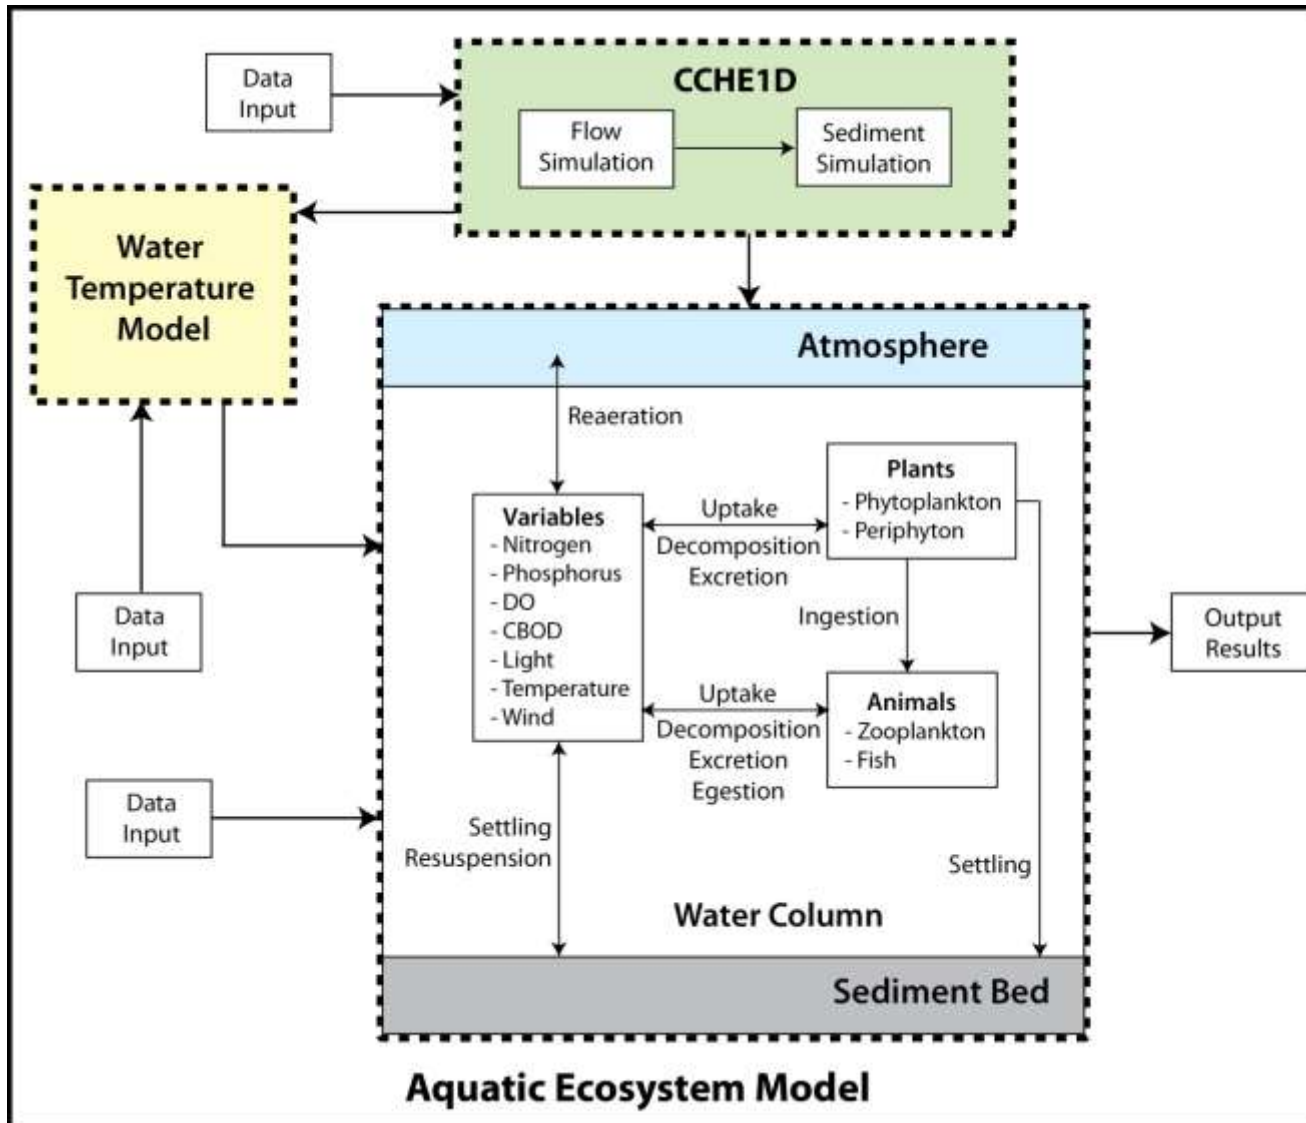 CCHE1D
Data
Input
Flow
Simulation
Sediment
Simulation
Water
Temperature
Model
Atmosphere
Reaeration
Plants
- Phytoplankton
- Periphyton
Variables
- Nitrogen
- Phosphorus
- DO
- CBOD
- Light
- Temperature
- Wind
Uptake
Decomposition
Excretion
Ingestion
Data
Input
Output
Results
Uptake
Decomposition
Excretion
Egestion
Animals
- Zooplankton
- Fish
Data
Input
Settling
Resuspension
Settling
Water Column
Sediment Bed
Aquatic Ecosystem Model